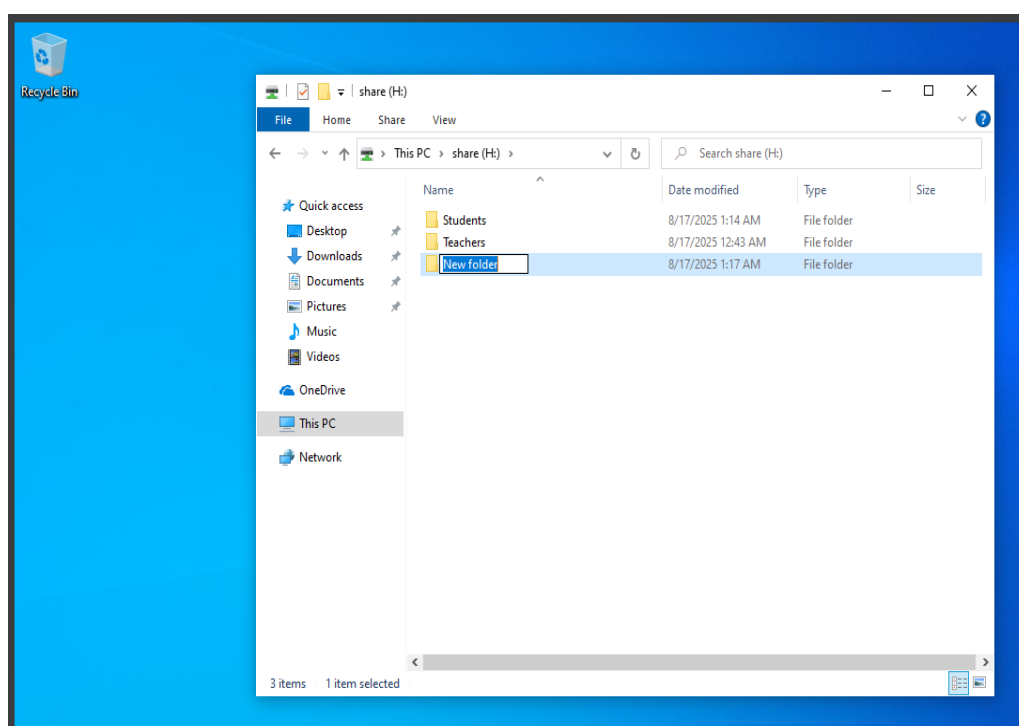 Recycle Bin
share (H:)
File Home Share View
This PC > share (H:) >
Search share (H:)
Name Date modified Type Size
Quick access
Desktop
Downloads
Documents
Pictures
Music
Videos
OneDrive
This PC
Network
Students 8/17/2025 1:14 AM File folder
Teachers 8/17/2025 12:43 AM File folder
New folder 8/17/2025 1:17 AM File folder
3 items 1 item selected